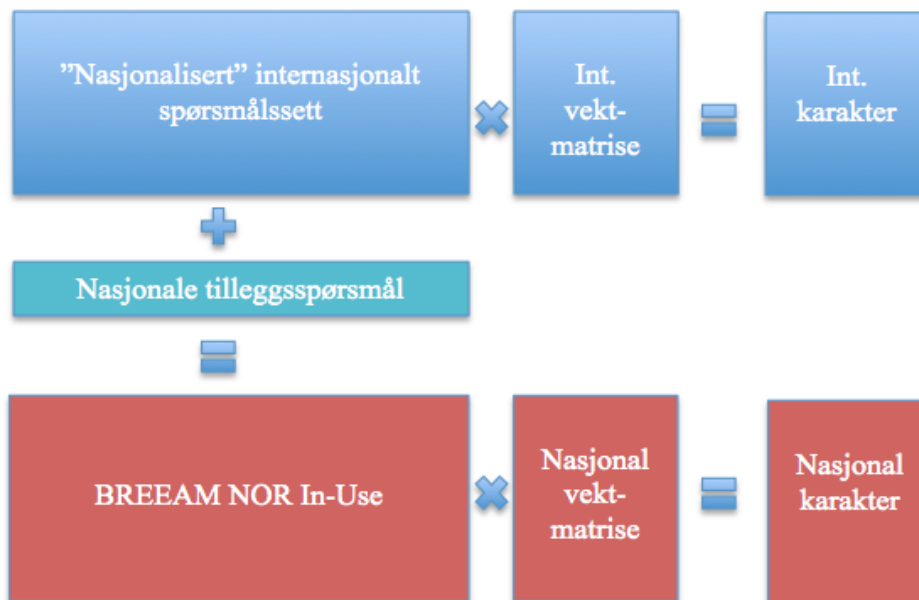 ”Nasjonalisert” internasjonalt
spørsmålssett
Int.
vekt-
matrise
Int.
karakter
Nasjonale tilleggsspørsmål
BREEAM NOR In-Use
Nasjonal
vekt-
matrise
Nasjonal
karakter